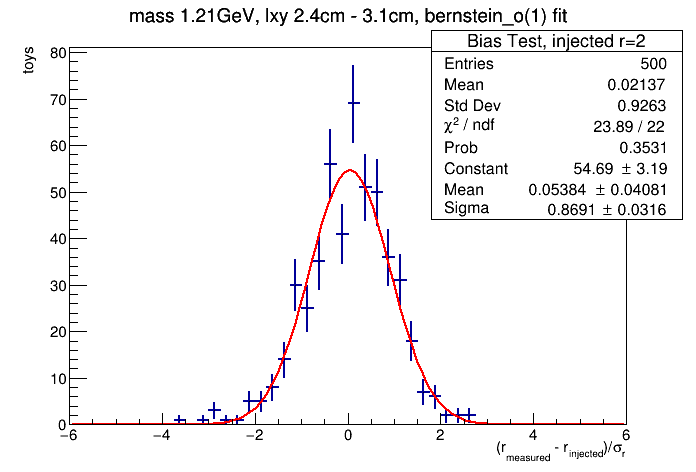 mass 1.21GeV, lxy 2.4cm - 3.1cm, bernstein_o(1) fit
Bias Test, injected r=2
Entries 500
Mean 0.02137
Std Dev 0.9263
χ² / ndf 23.89 / 22
Prob 0.3531
Constant 54.69 ± 3.19
Mean 0.05384 ± 0.04081
Sigma 0.8691 ± 0.0316
toys
80
70
60
50
40
30
20
10
0
−6 −4 −2 0 2 4 6
(r_measured - r_injected)/σ_r